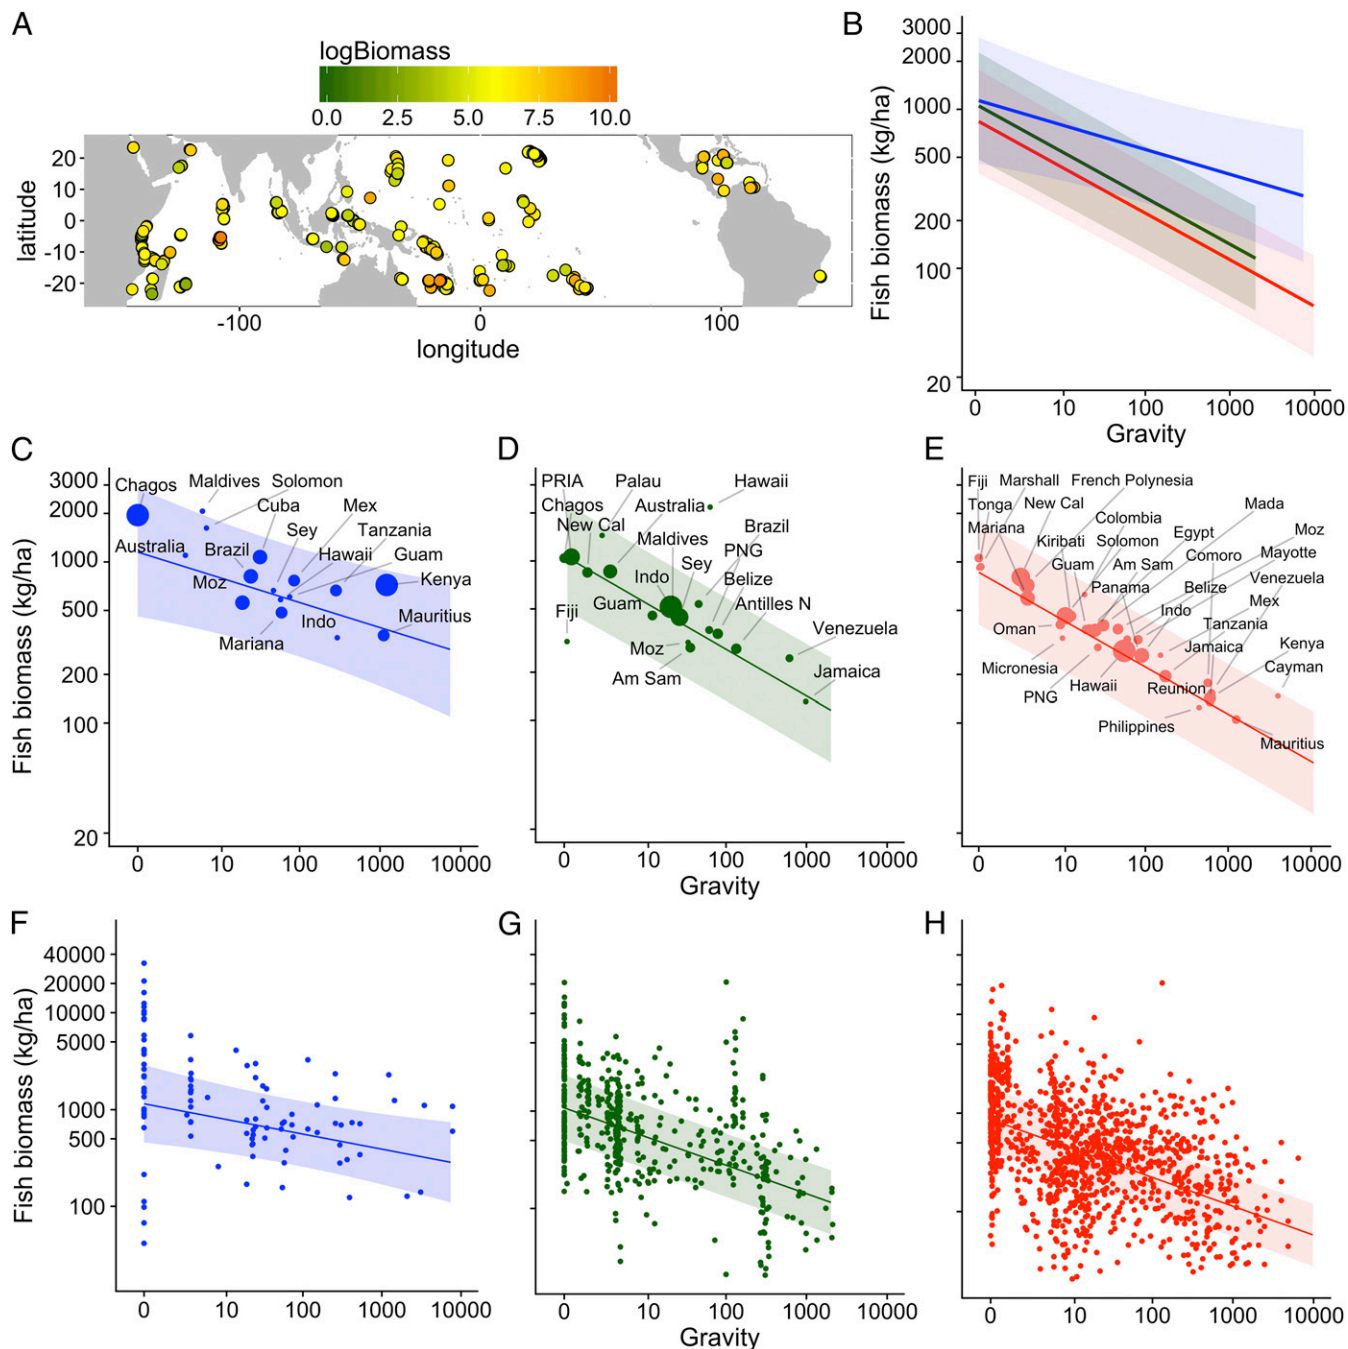 A
logBiomass
0.0 2.5 5.0 7.5 10.0
20
10
0
-10
-20
latitude
-100 0 100
longitude
B
3000
2000
1000
500
200
100
20
Fish biomass (kg/ha)
0 10 100 1000 10000
Gravity
C
3000
2000
1000
500
200
100
20
Fish biomass (kg/ha)
Chagos
Maldives
Solomon
Cuba
Mex
Sey
Tanzania
Australia
Brazil
Hawaii
Guam
Moz
Kenya
Indo
Mauritius
Mariana
0 10 100 1000 10000
D
PRIA
Palau
Hawaii
Chagos
Australia
New Cal
Brazil
Maldives
PNG
Sey
Indo
Belize
Guam
Antilles N
Fiji
Moz
Venezuela
Am Sam
Jamaica
0 10 100 1000 10000
Gravity
E
Fiji
Marshall
French Polynesia
Mada
Tonga
New Cal
Colombia
Mariana
Egypt
Moz
Kiribati
Solomon
Comoro
Mayotte
Guam
Am Sam
Venezuela
Panama
Belize
Mex
Oman
Indo
Tanzania
Micronesia
Jamaica
Kenya
Cayman
PNG
Hawaii
Reunion
Philippines
Mauritius
0 10 100 1000 10000
F
40000
20000
10000
5000
1000
500
100
Fish biomass (kg/ha)
0 10 100 1000 10000
G
0 10 100 1000 10000
Gravity
H
0 10 100 1000 10000